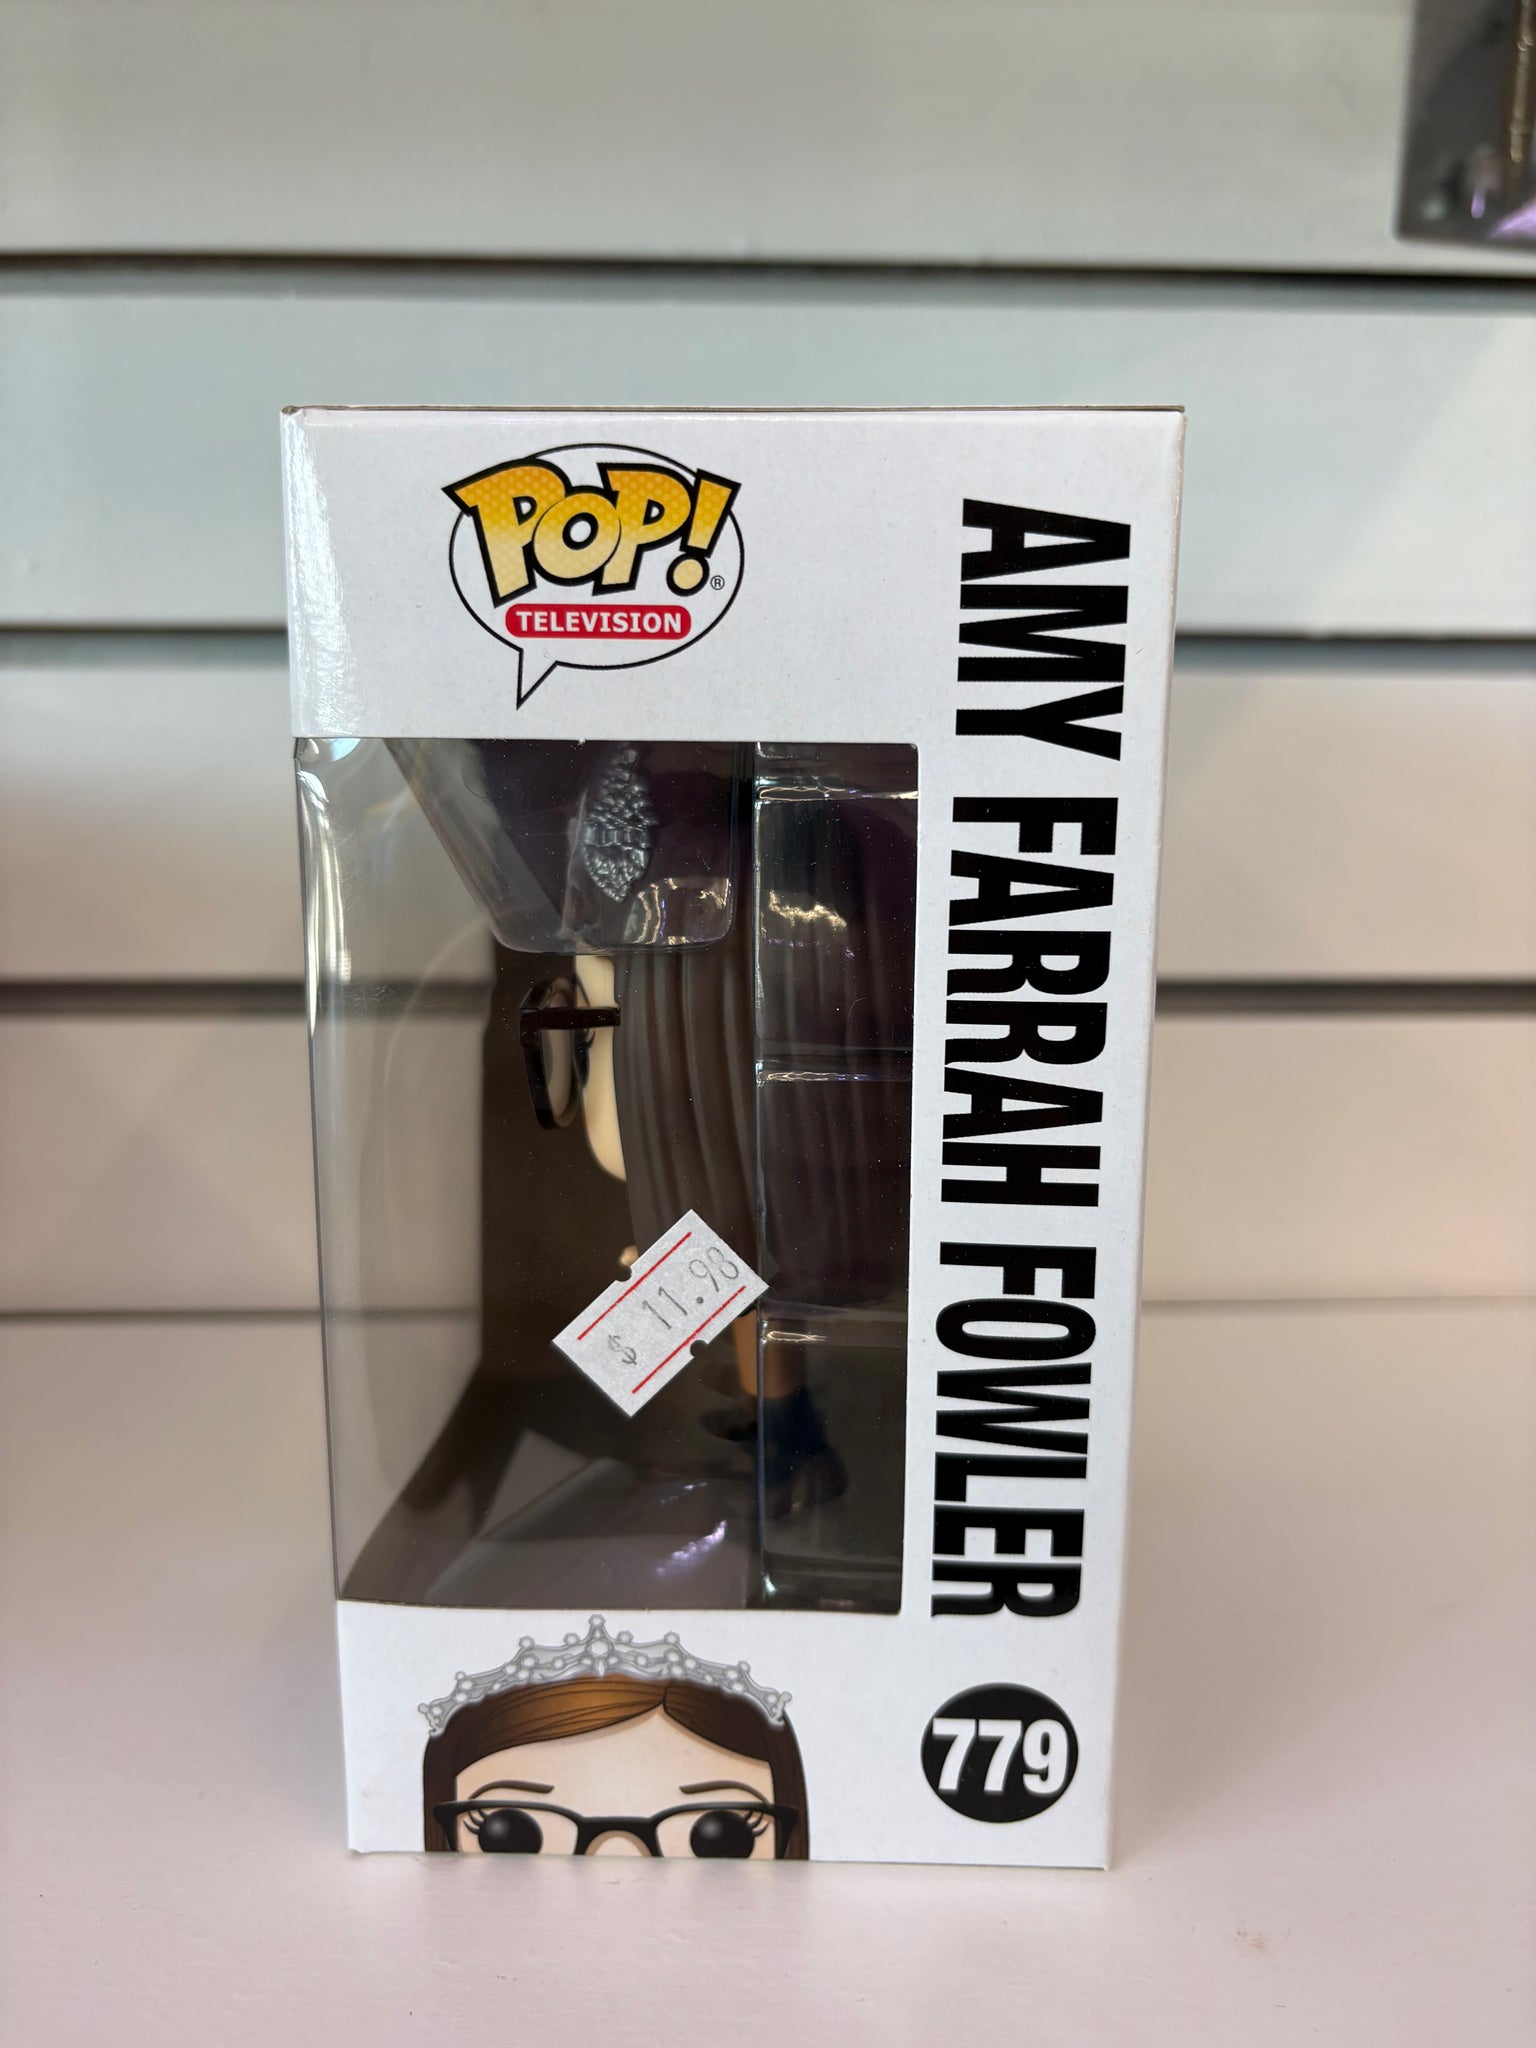 POP!®
TELEVISION
AMY FARRAH FOWLER
$ 11.98
779